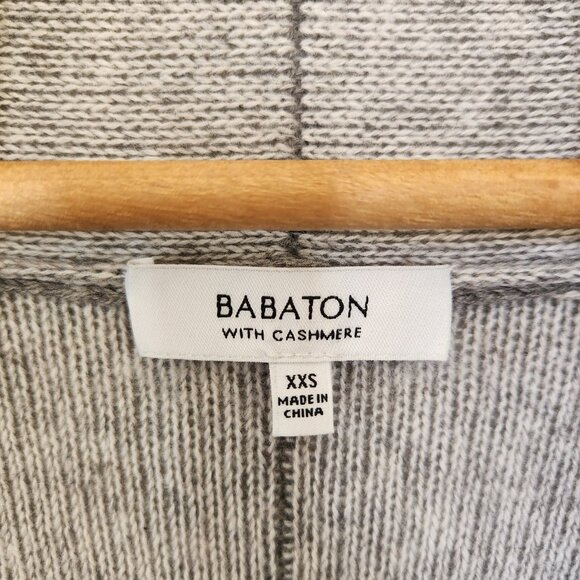 BABATON
WITH CASHMERE
XXS
MADE IN
CHINA